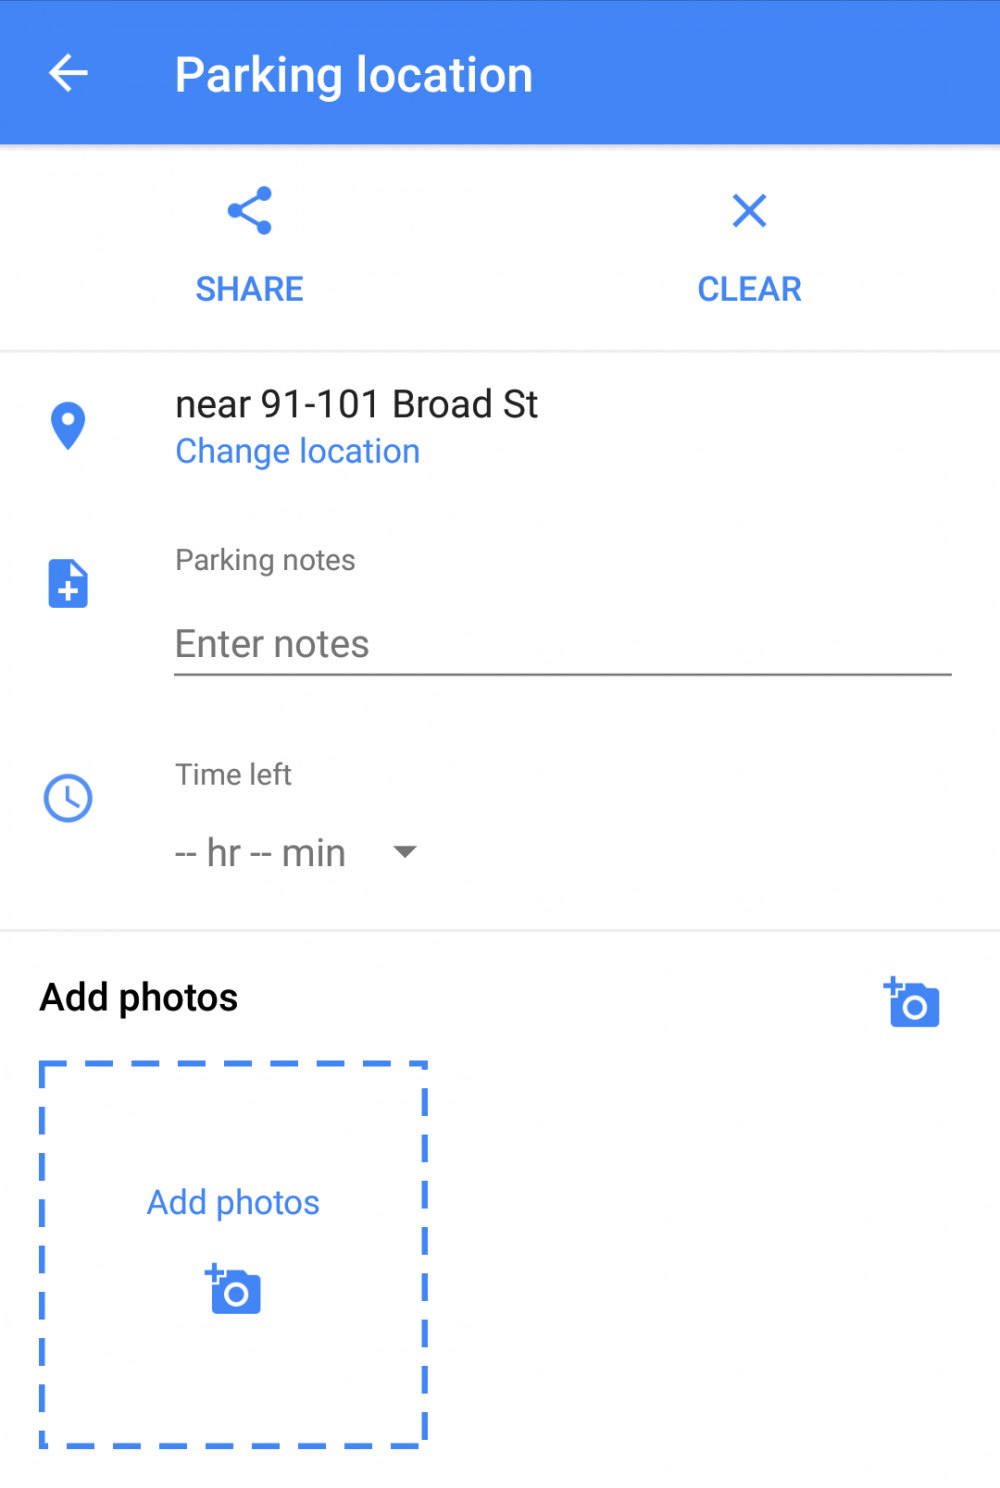 Parking location
SHARE
CLEAR
near 91-101 Broad St
Change location
Parking notes
Enter notes
Time left
-- hr -- min
Add photos
Add photos